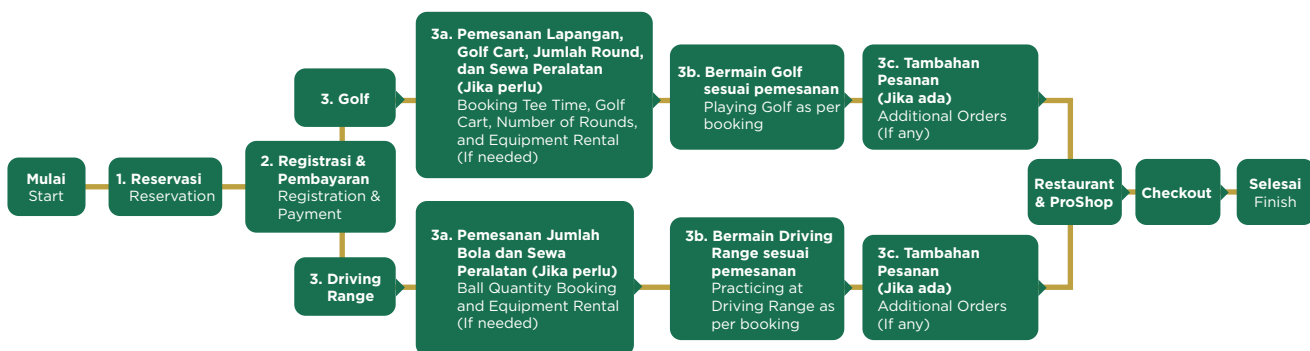 Mulai
Start
1. Reservasi
Reservation
2. Registrasi &
Pembayaran
Registration &
Payment
3. Golf
3a. Pemesanan Lapangan,
Golf Cart, Jumlah Round,
dan Sewa Peralatan
(Jika perlu)
Booking Tee Time, Golf
Cart, Number of Rounds,
and Equipment Rental
(If needed)
3b. Bermain Golf
sesuai pemesanan
Playing Golf as per
booking
3c. Tambahan
Pesanan
(Jika ada)
Additional Orders
(If any)
3. Driving
Range
3a. Pemesanan Jumlah
Bola dan Sewa
Peralatan (Jika perlu)
Ball Quantity Booking
and Equipment Rental
(If needed)
3b. Bermain Driving
Range sesuai
pemesanan
Practicing at
Driving Range as
per booking
3c. Tambahan
Pesanan
(Jika ada)
Additional Orders
(If any)
Restaurant
& ProShop
Checkout
Selesai
Finish